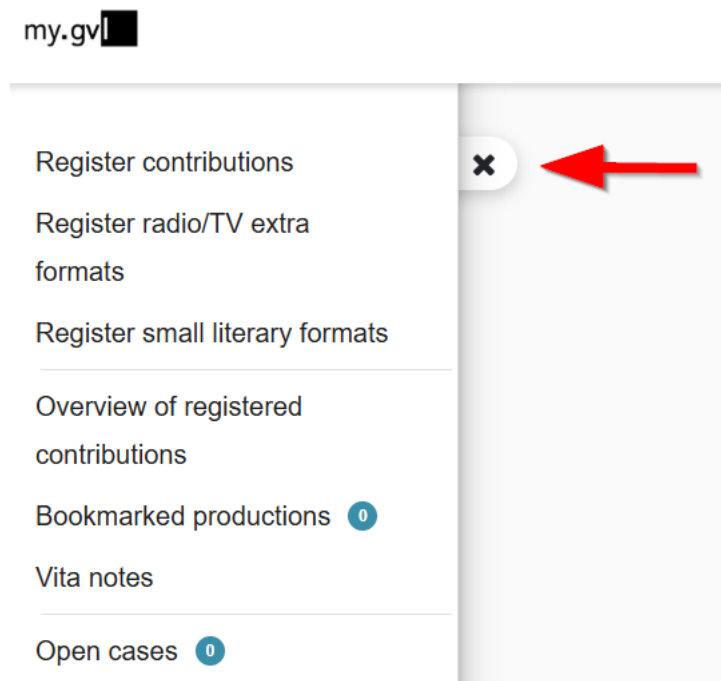 my.gvl
Register contributions
Register radio/TV extra
formats
Register small literary formats
Overview of registered
contributions
Bookmarked productions 0
Vita notes
Open cases 0